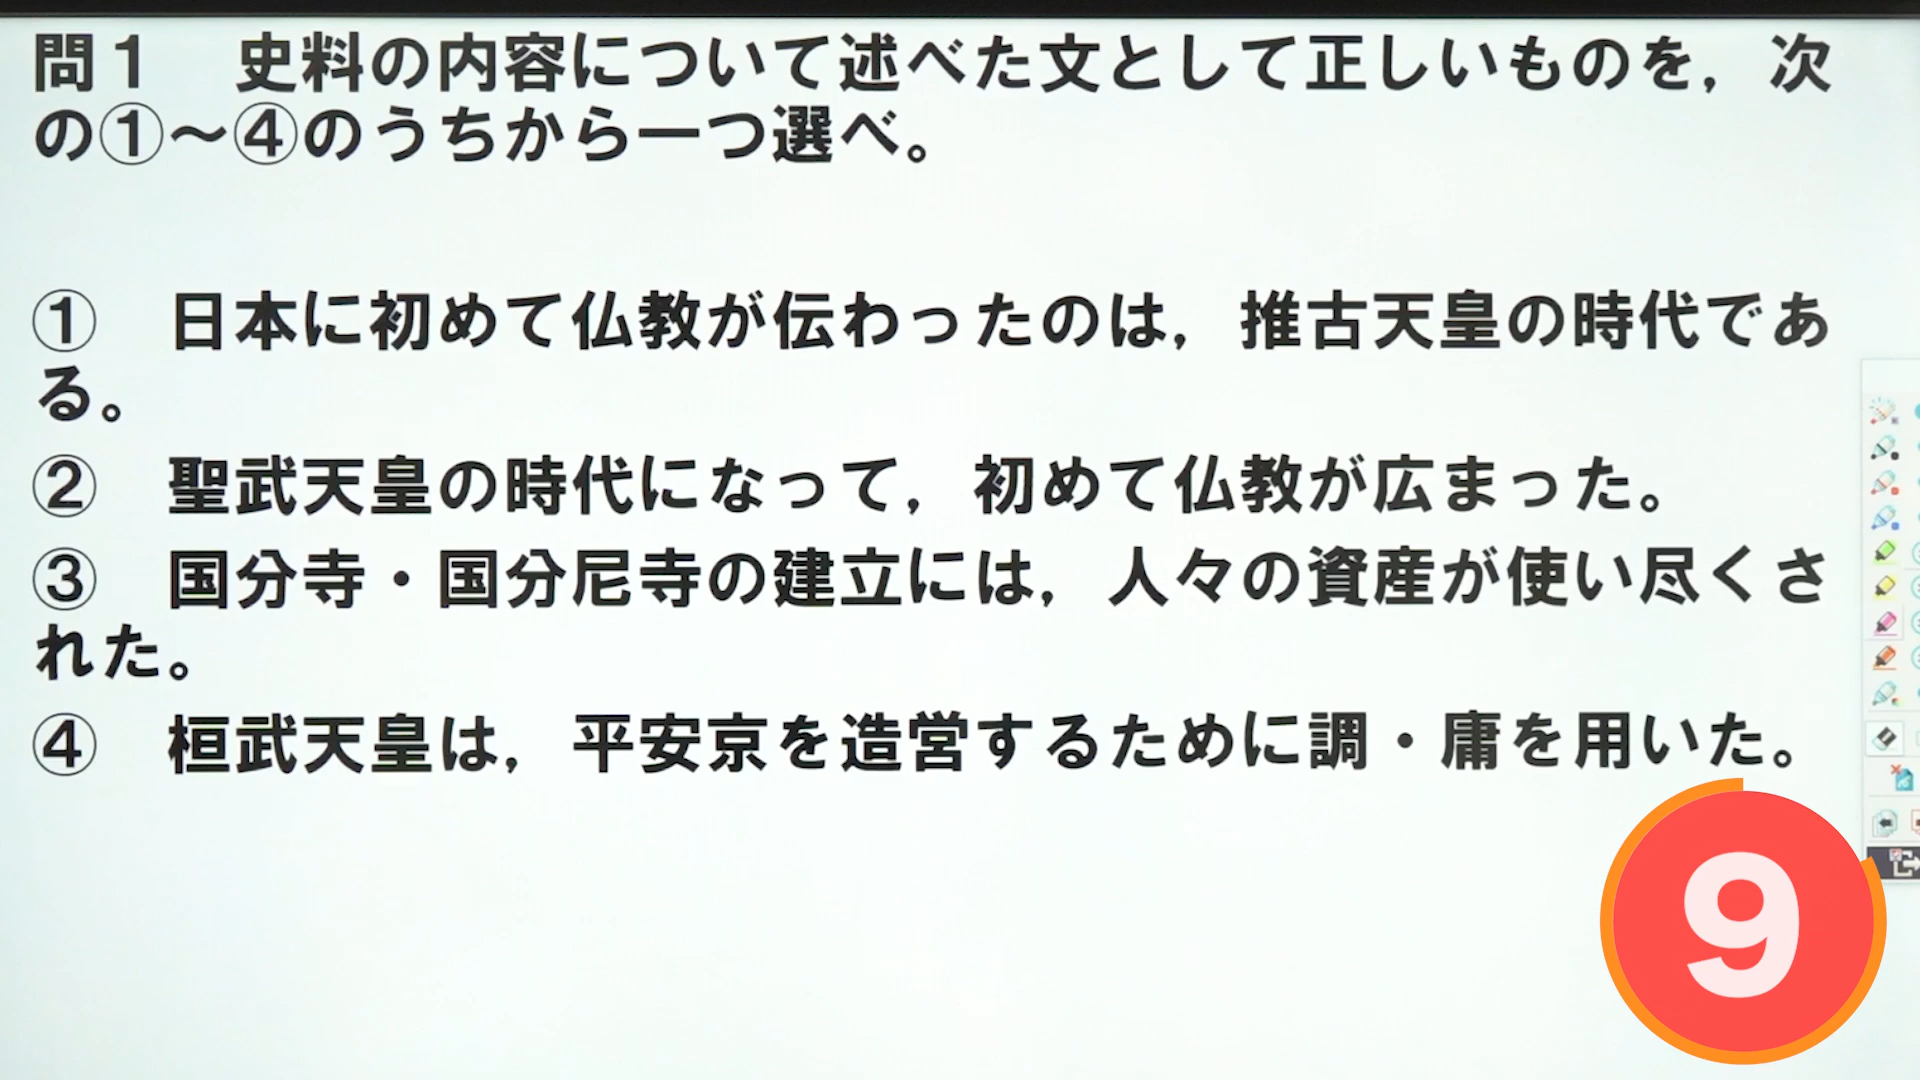 問１　史料の内容について述べた文として正しいものを，次
の①～④のうちから一つ選べ。
①　日本に初めて仏教が伝わったのは，推古天皇の時代であ
る。
②　聖武天皇の時代になって，初めて仏教が広まった。
③　国分寺・国分尼寺の建立には，人々の資産が使い尽くさ
れた。
④　桓武天皇は，平安京を造営するために調・庸を用いた。
9